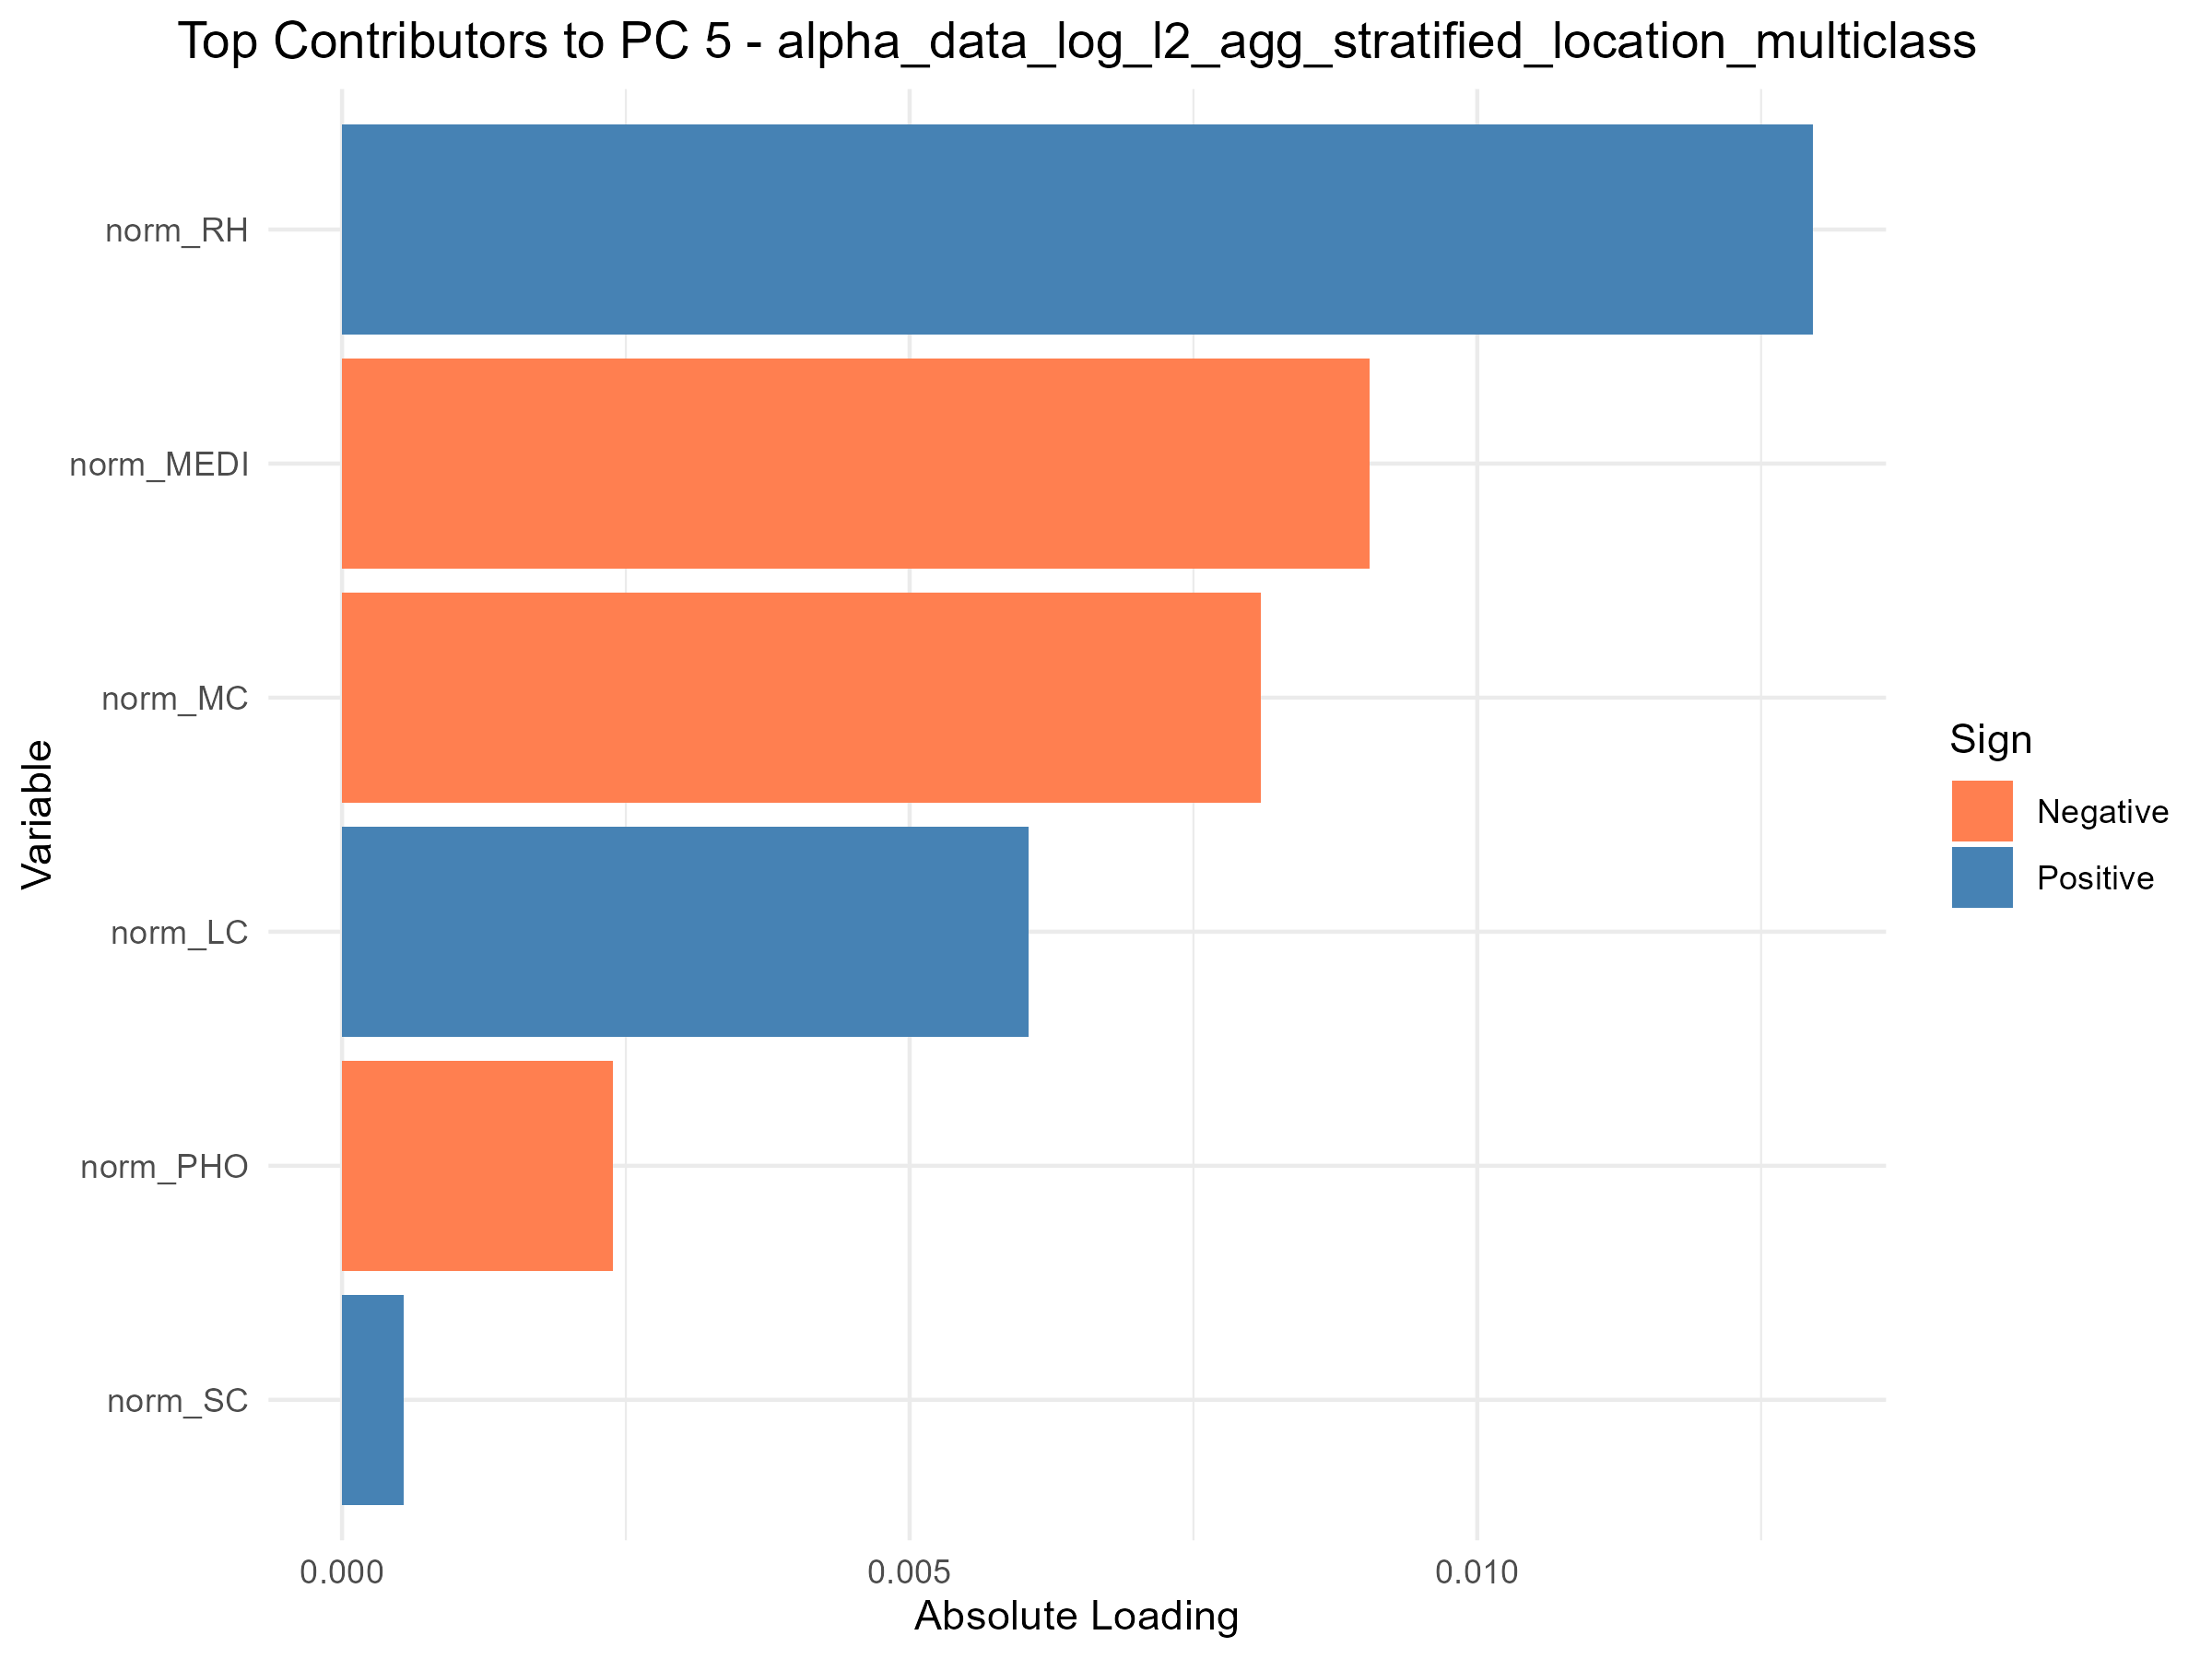 Top Contributors to PC 5 - alpha_data_log_l2_agg_stratified_location_multiclass
norm_RH
norm_MEDI
norm_MC
norm_LC
norm_PHO
norm_SC
Variable
0.000
0.005
0.010
Absolute Loading
Sign
Negative
Positive